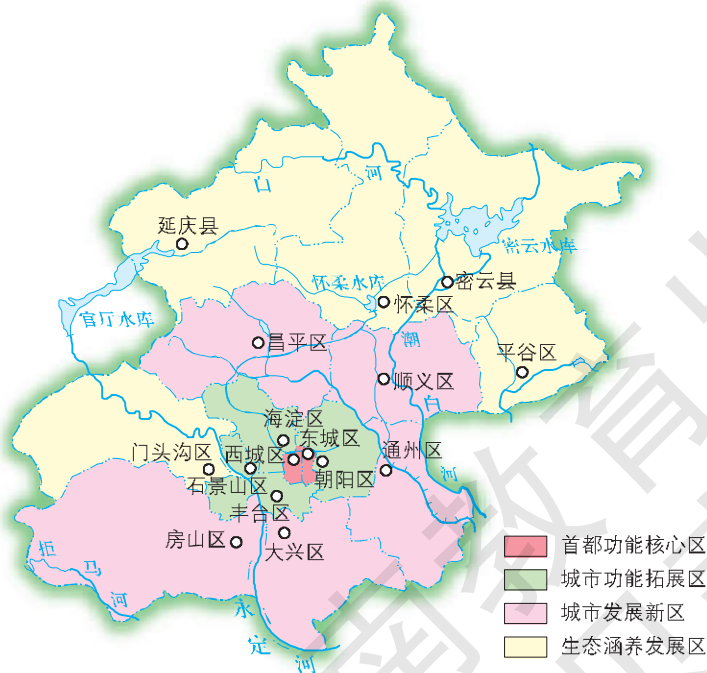 白
河
延庆县
密云水库
怀柔水库
密云县
官厅水库
怀柔区
昌平区
潮
平谷区
顺义区
白
海淀区
东城区
门头沟区
西城区
通州区
石景山区
朝阳区
河
丰台区
房山区
大兴区
拒
马
河
永
定
河
首都功能核心区
城市功能拓展区
城市发展新区
生态涵养发展区
南教育出